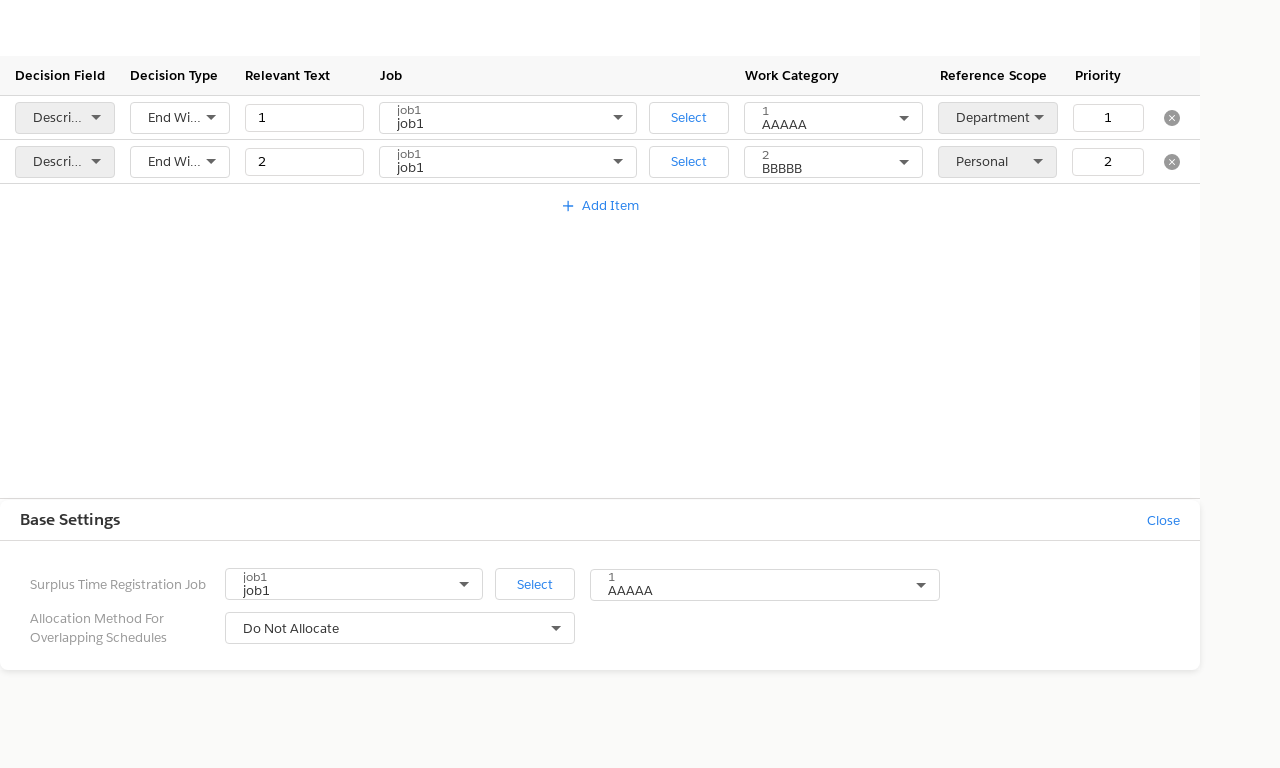 Decision Field Decision Type Relevant Text Job Work Category Reference Scope Priority
Descri... End Wi... 1 job1 job1 Select 1 AAAAA Department 1
Descri... End Wi... 2 job1 job1 Select 2 BBBBB Personal 2
+ Add Item
Base Settings Close
Surplus Time Registration Job job1 job1 Select 1 AAAAA
Allocation Method For
Overlapping Schedules
Do Not Allocate